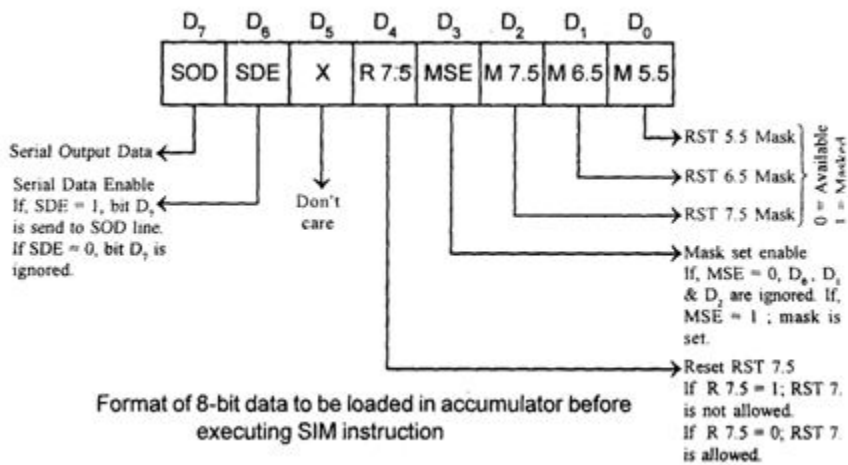 D7 D6 D5 D4 D3 D2 D1 D0
SOD SDE X R 7.5 MSE M 7.5 M 6.5 M 5.5
Serial Output Data
Serial Data Enable
If, SDE = 1, bit D7
is send to SOD line.
If SDE = 0, bit D7 is
ignored.
Don't
care
RST 5.5 Mask
RST 6.5 Mask
RST 7.5 Mask
0 = Available
1 = Masked
Mask set enable
If, MSE = 0, D0, D1
& D2 are ignored. If,
MSE = 1 ; mask is
set.
Reset RST 7.5
If R 7.5 = 1; RST 7.
is not allowed.
If R 7.5 = 0; RST 7
is allowed.
Format of 8-bit data to be loaded in accumulator before
executing SIM instruction